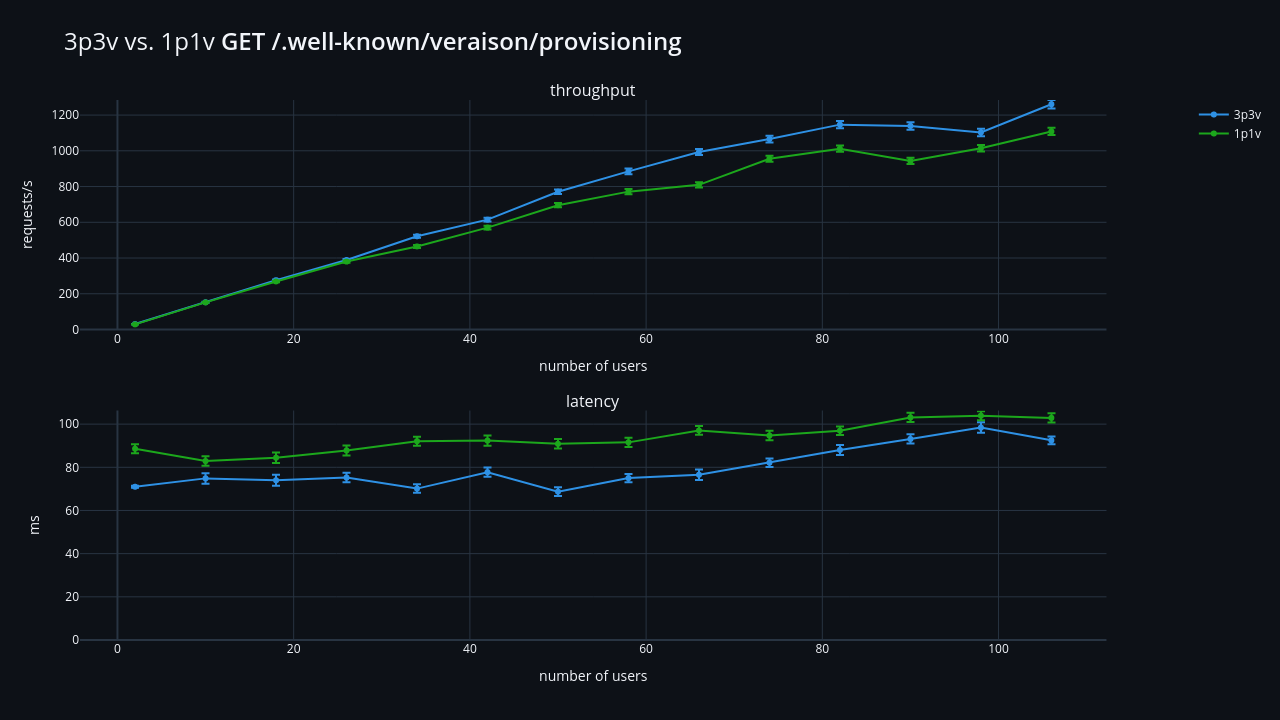 3p3v vs. 1p1v GET /.well-known/veraison/provisioning
throughput
3p3v
1p1v
requests/s
1200
1000
800
600
400
200
0
0 20 40 60 80 100
number of users
latency
ms
100
80
60
40
20
0
0 20 40 60 80 100
number of users